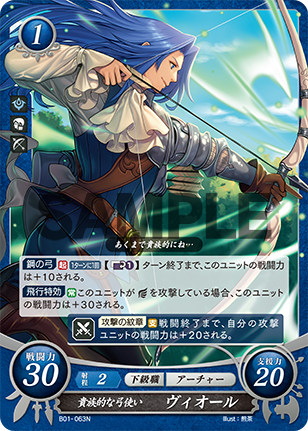 1
SAMPLE
あくまで貴族的にね…
鋼の弓 起 1ターンに1回 【 1】ターン終了まで、このユニットの戦闘力
は+10される。
飛行特効 常 このユニットが を攻撃している場合、このユニッ
トの戦闘力は+30される。
攻撃の紋章 支 戦闘終了まで、自分の攻撃
ユニットの戦闘力は+20される。
戦闘力
30
射程 2 下級職 アーチャー
支援力
20
貴族的な弓使い ヴィオール
B01-063N
Illust:煎茶